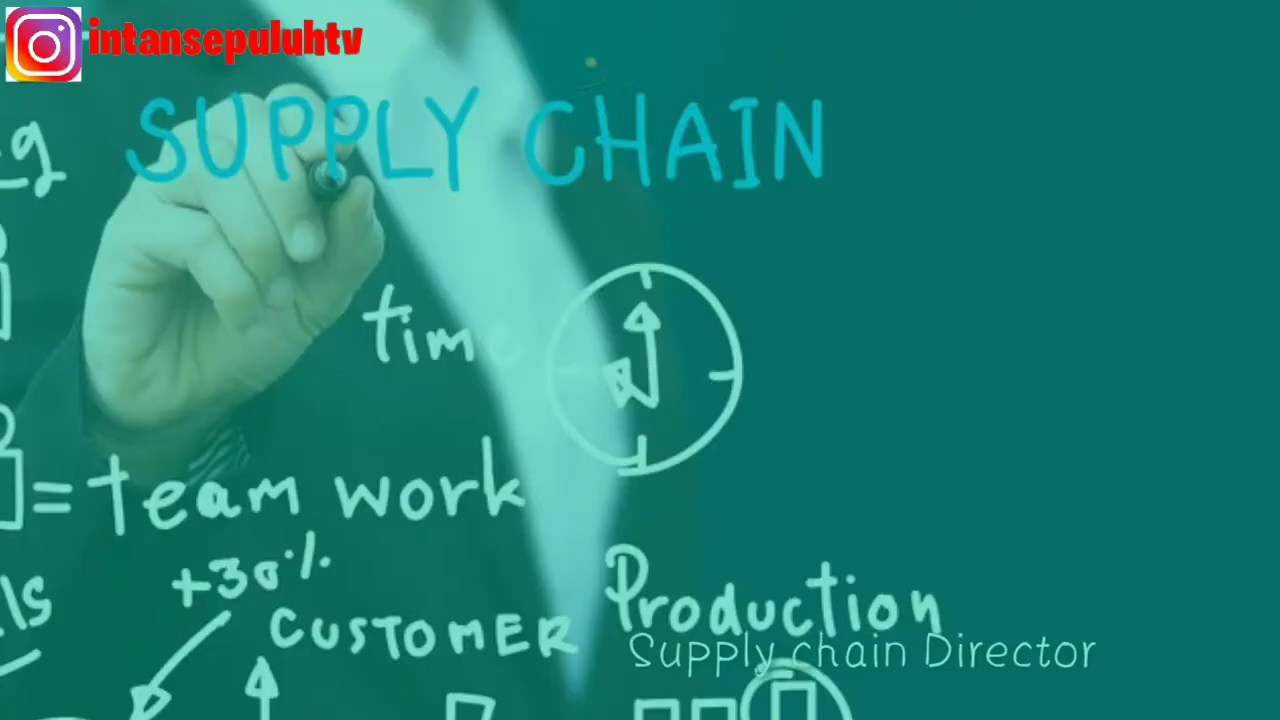 intansepuluhtv
SUPPLY CHAIN
time
= team work
+30%
CUSTOMER
Production
Supply chain Director